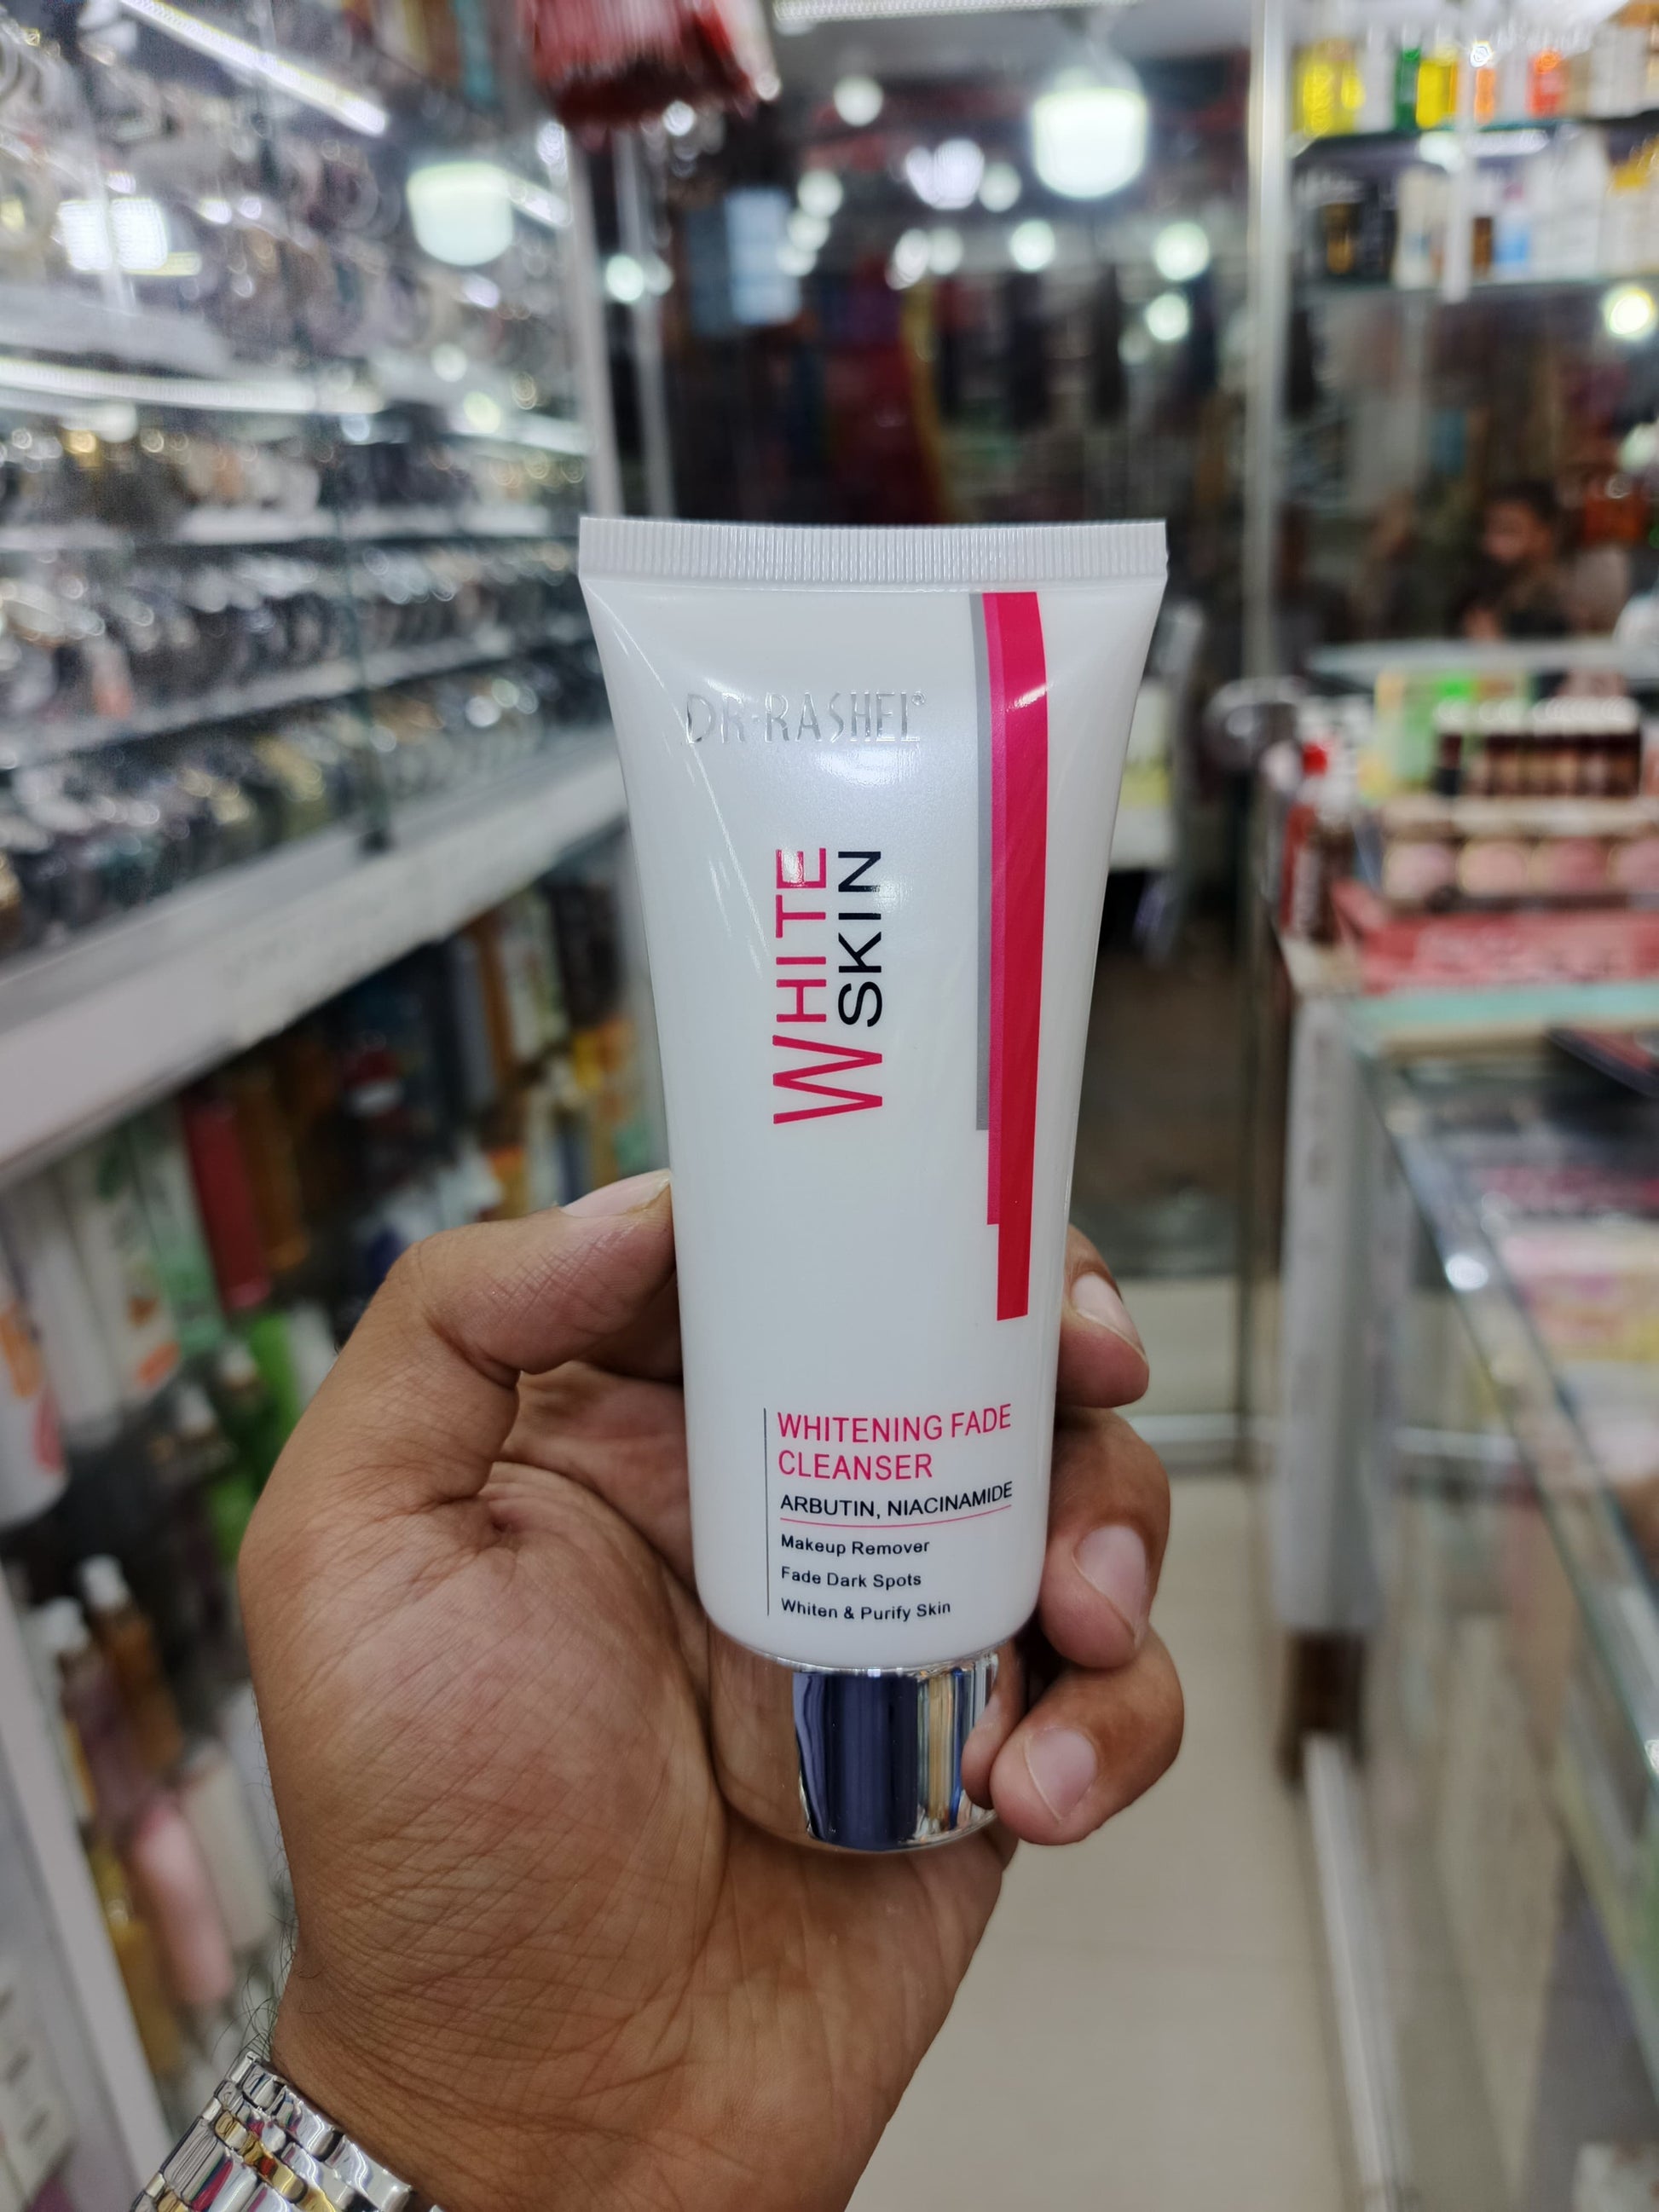 DR·RASHEL®
WHITE
SKIN
WHITENING FADE
CLEANSER
ARBUTIN, NIACINAMIDE
Makeup Remover
Fade Dark Spots
Whiten & Purify Skin